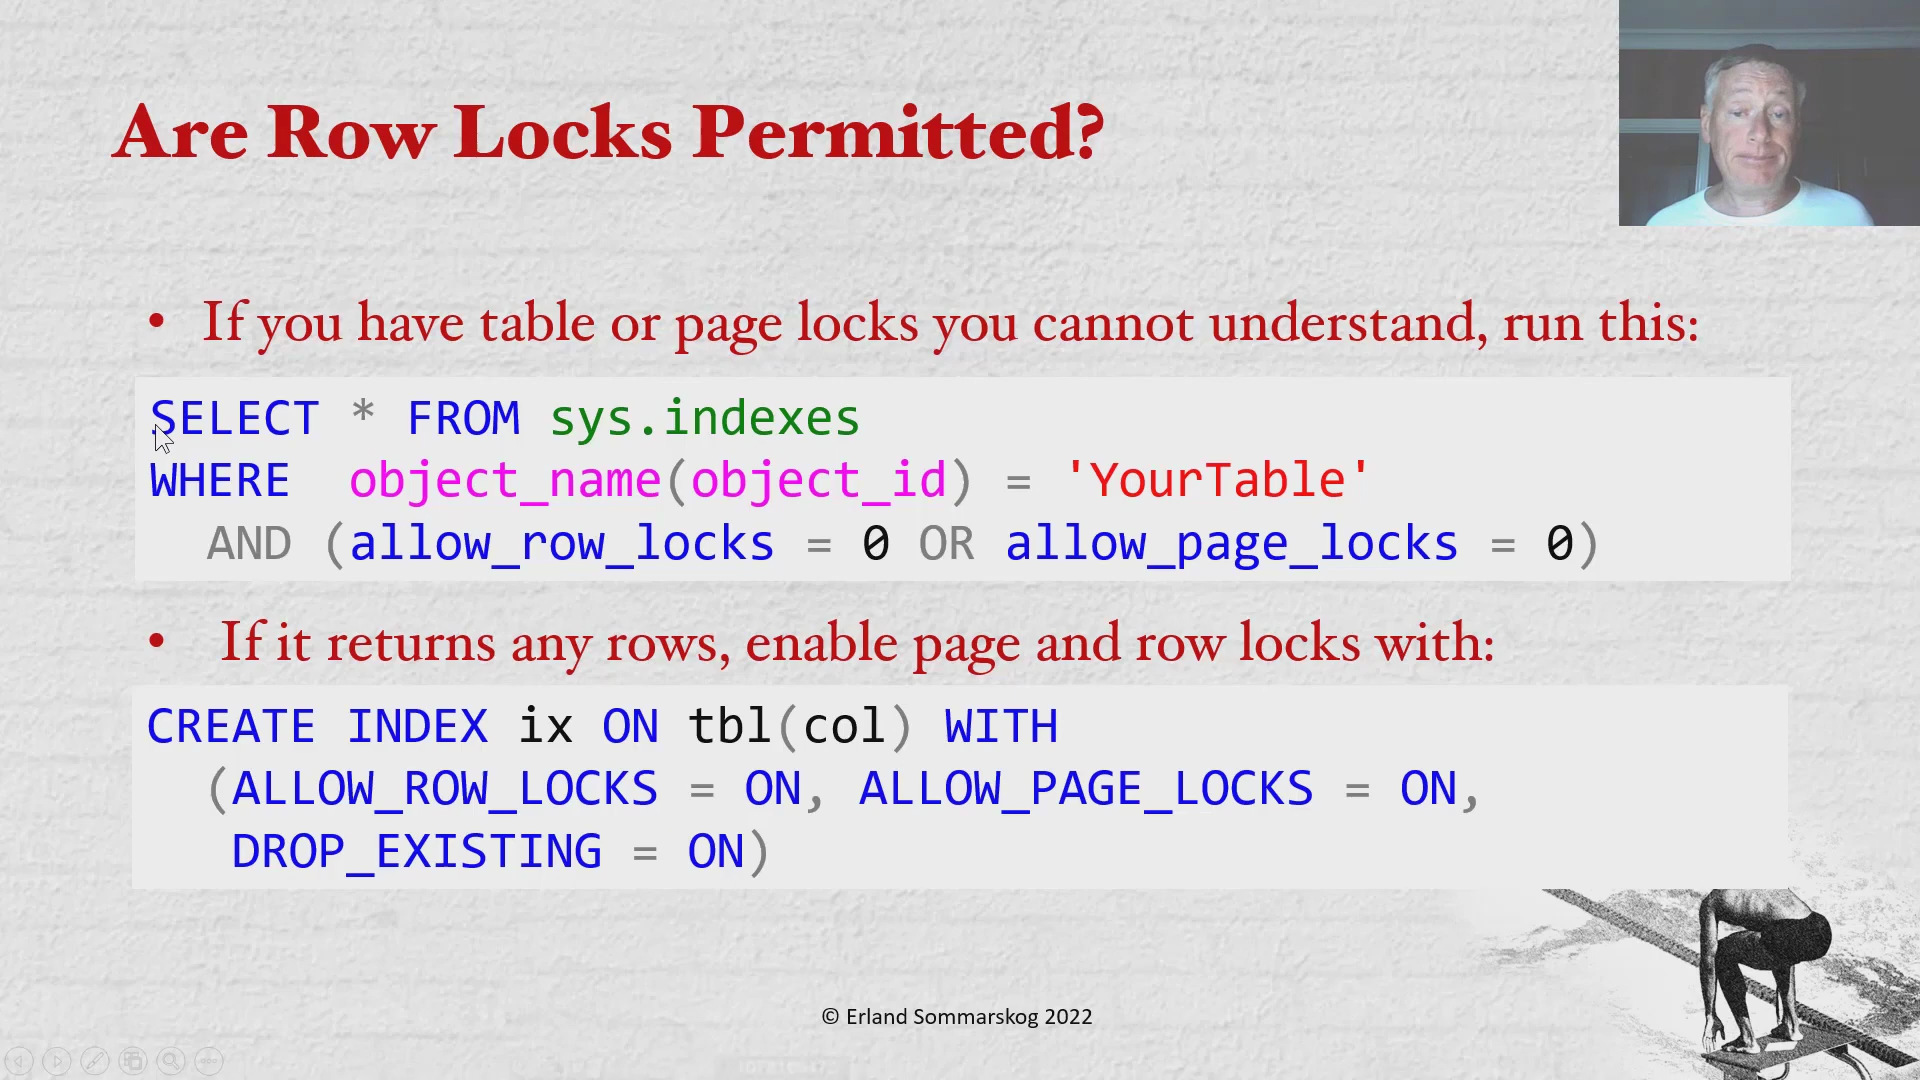 Are Row Locks Permitted?
• If you have table or page locks you cannot understand, run this:
SELECT * FROM sys.indexes
WHERE  object_name(object_id) = 'YourTable'
  AND (allow_row_locks = 0 OR allow_page_locks = 0)
• If it returns any rows, enable page and row locks with:
CREATE INDEX ix ON tbl(col) WITH
  (ALLOW_ROW_LOCKS = ON, ALLOW_PAGE_LOCKS = ON,
   DROP_EXISTING = ON)
© Erland Sommarskog 2022